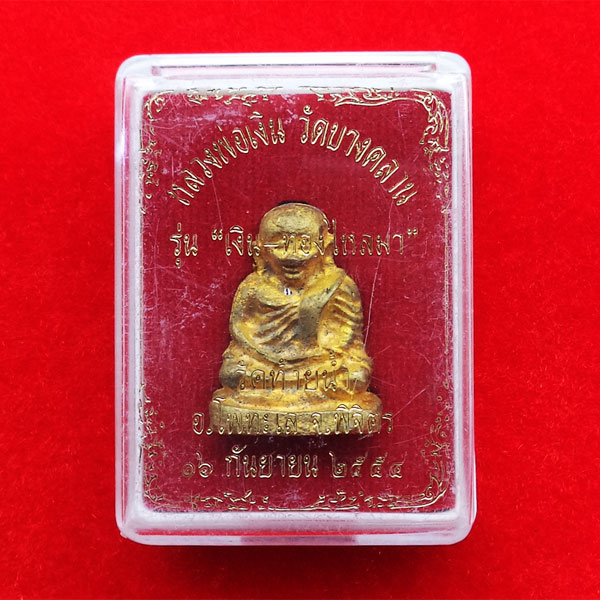 หลวงพ่อเงิน วัดบางคลาน
รุ่น "เงิน-ทองไหลมา"
วัดท้ายน้ำ
อ.โพทะเล จ.พิจิตร
๑๖ กันยายน ๒๕๕๔